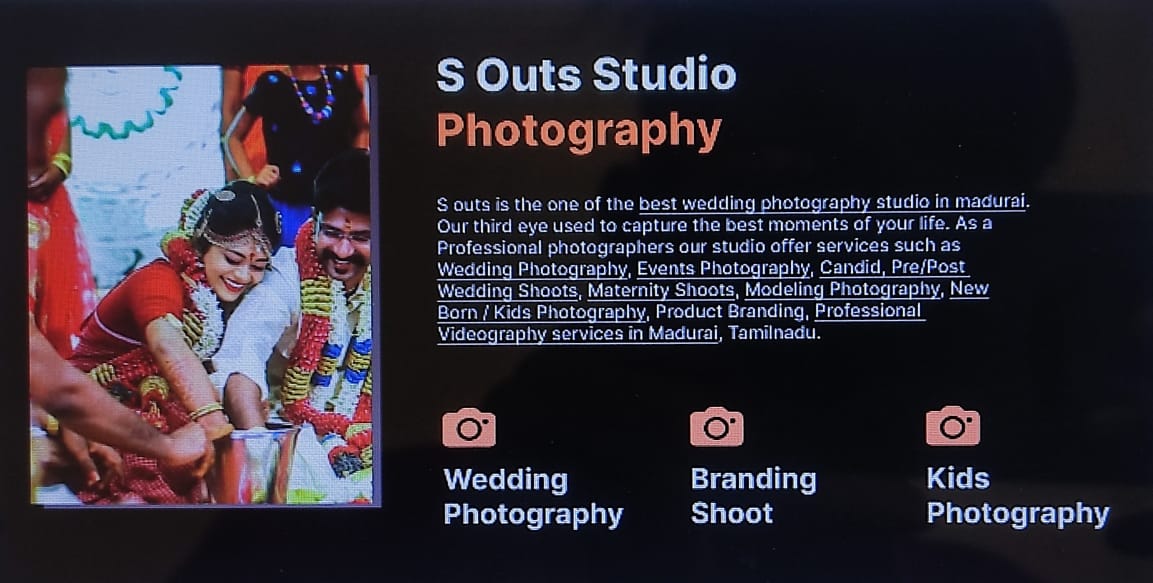 S Outs Studio
Photography
S outs is the one of the best wedding photography studio in madurai.
Our third eye used to capture the best moments of your life. As a
Professional photographers our studio offer services such as
Wedding Photography, Events Photography, Candid, Pre/Post
Wedding Shoots, Maternity Shoots, Modeling Photography, New
Born / Kids Photography, Product Branding, Professional
Videography services in Madurai, Tamilnadu.
Wedding
Photography
Branding
Shoot
Kids
Photography